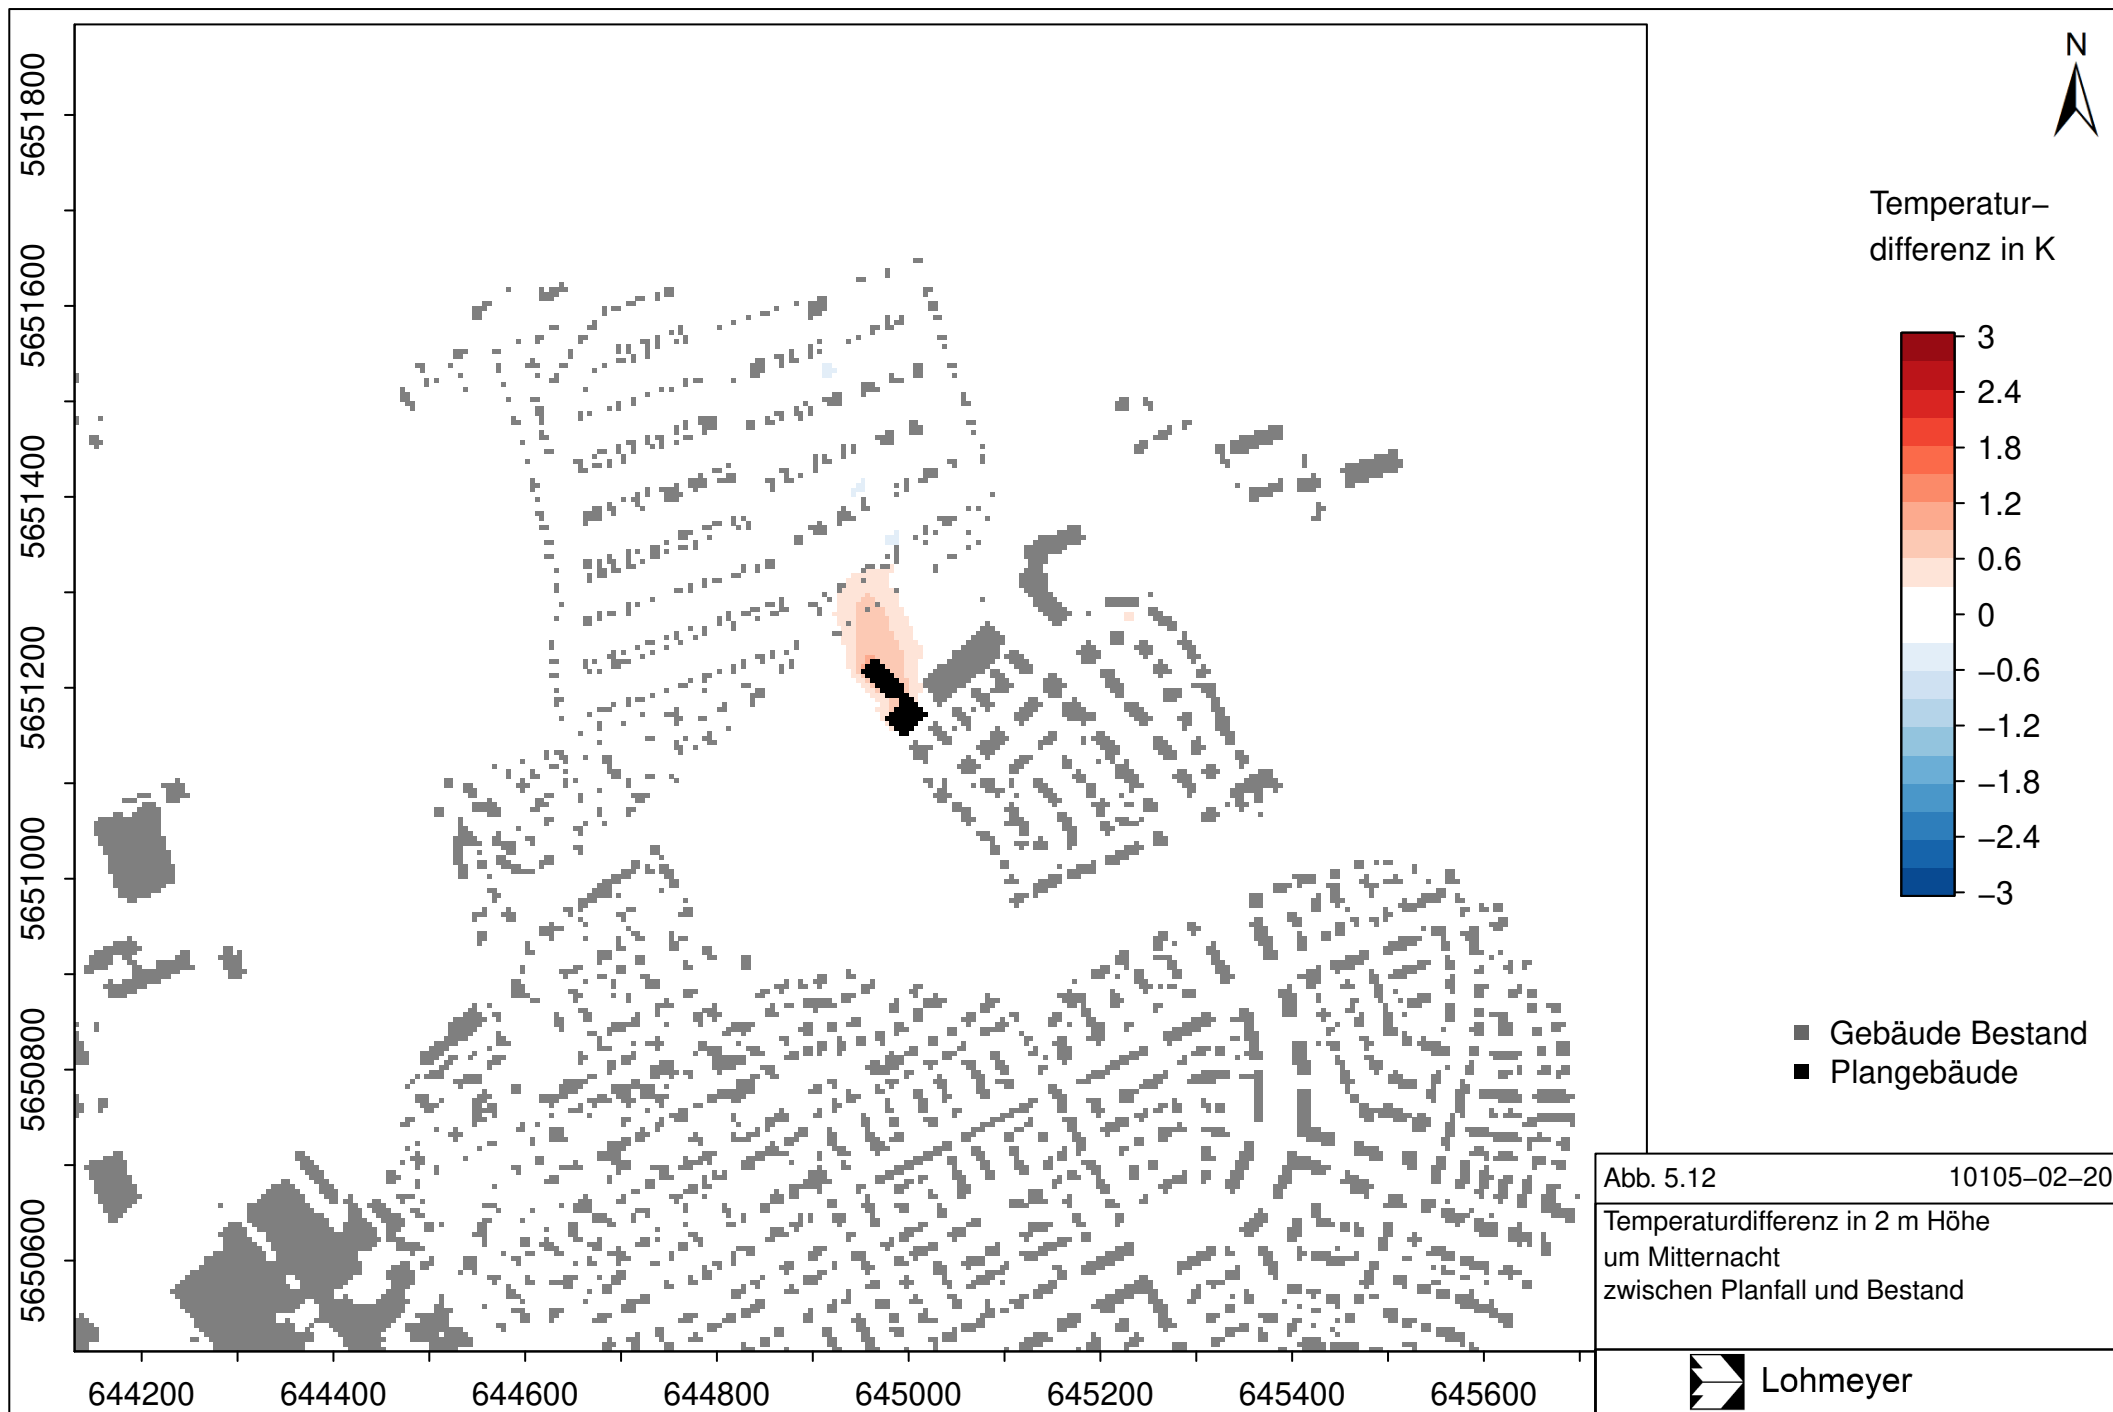 N
Temperatur–
differenz in K
3
2.4
1.8
1.2
0.6
0
−0.6
−1.2
−1.8
−2.4
−3
Gebäude Bestand
Plangebäude
5651800
5651600
5651400
5651200
5651000
5650800
5650600
644200 644400 644600 644800 645000 645200 645400 645600
Abb. 5.12 10105−02−20
Temperaturdifferenz in 2 m Höhe
um Mitternacht
zwischen Planfall und Bestand
Lohmeyer